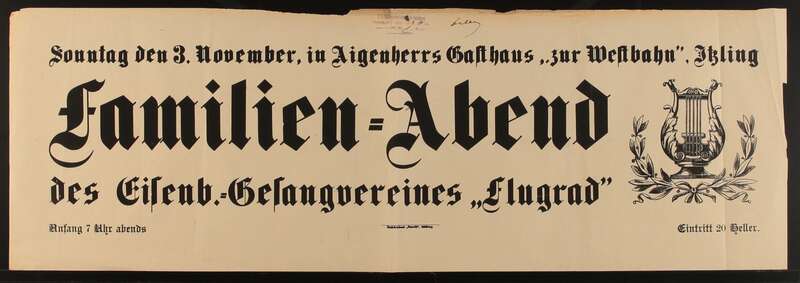 Sonntag den 3. November, in Aigenherrs Gaſthaus „zur Weſtbahn”, Itzling
Familien-Abend
des Eiſenb.-Geſangvereines „Flugrad”
Anfang 7 Uhr abends
Eintritt 20 Heller.